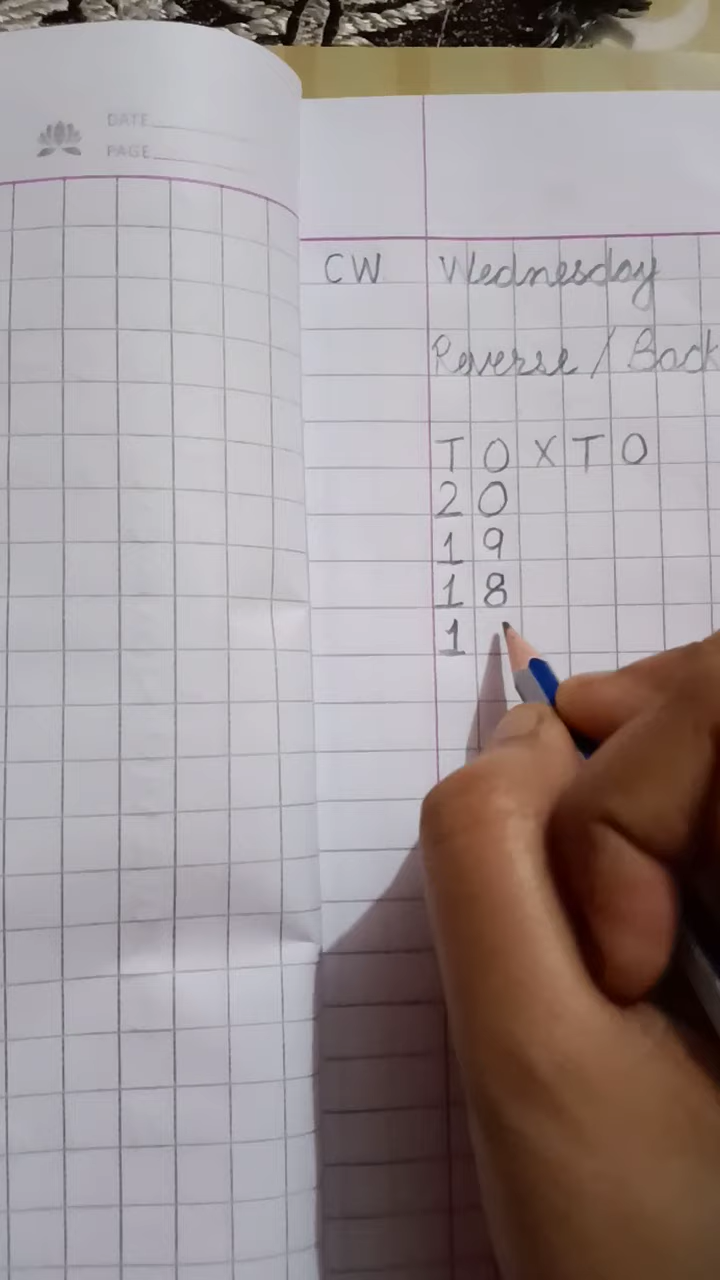 DATE
PAGE
CW Wednesday
Reverse / Back
T O X T O
2 0
1 9
1 8
1